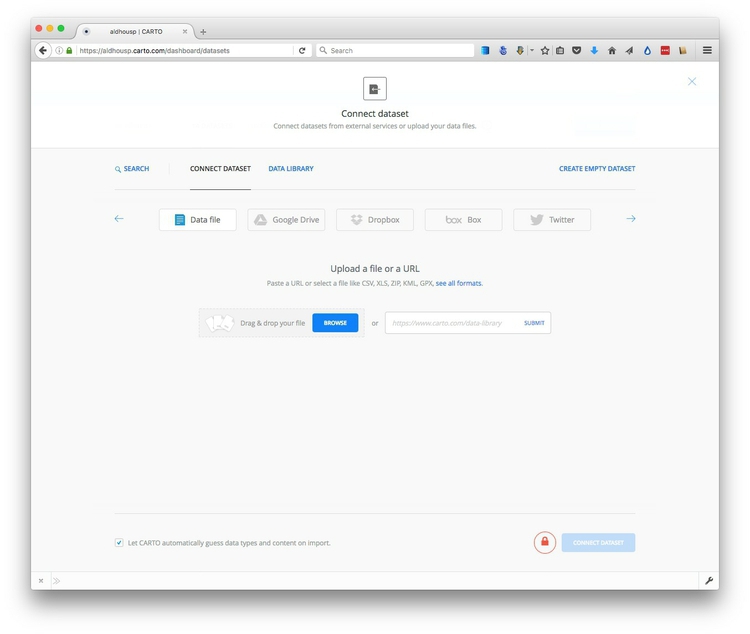 aldhousp | CARTO
https://aldhousp.carto.com/dashboard/datasets
Search
Connect dataset
Connect datasets from external services or upload your data files.
SEARCH
CONNECT DATASET
DATA LIBRARY
CREATE EMPTY DATASET
Data file
Google Drive
Dropbox
box Box
Twitter
Upload a file or a URL
Paste a URL or select a file like CSV, XLS, ZIP, KML, GPX, see all formats.
Drag & drop your file
BROWSE
or
https://www.carto.com/data-library
SUBMIT
Let CARTO automatically guess data types and content on import.
CONNECT DATASET